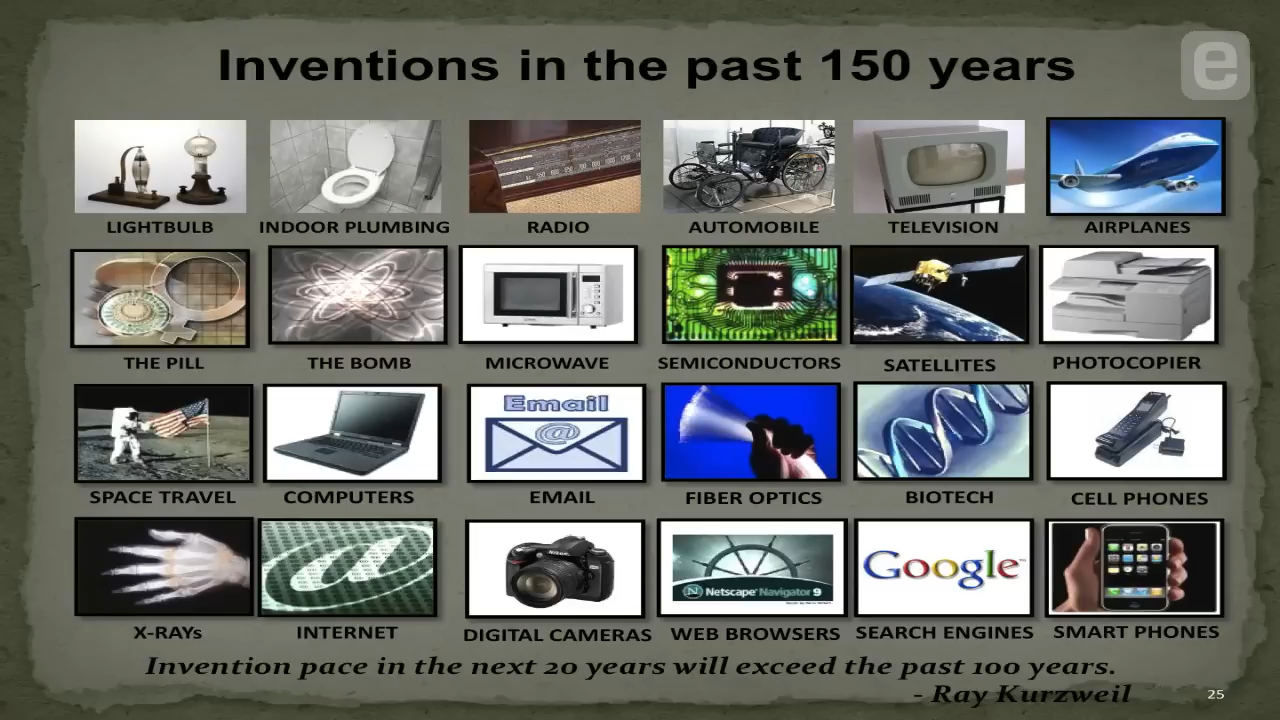 Inventions in the past 150 years
e
LIGHTBULB INDOOR PLUMBING RADIO AUTOMOBILE TELEVISION AIRPLANES
THE PILL THE BOMB MICROWAVE SEMICONDUCTORS SATELLITES PHOTOCOPIER
Email
@
SPACE TRAVEL COMPUTERS EMAIL FIBER OPTICS BIOTECH CELL PHONES
@
Nikon
N Netscape Navigator 9
Google™
X-RAYs INTERNET DIGITAL CAMERAS WEB BROWSERS SEARCH ENGINES SMART PHONES
Invention pace in the next 20 years will exceed the past 100 years.
- Ray Kurzweil
25